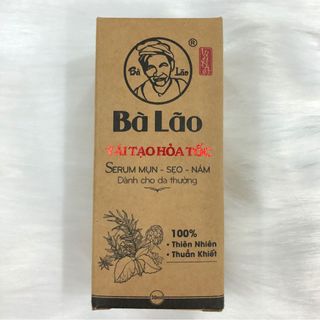 Bà Lão
®
Bà Lão
TÁI TẠO HỎA TỐC
SERUM MỤN - SẸO - NÁM
Dành cho da thường
100%
• Thiên Nhiên
• Thuần Khiết